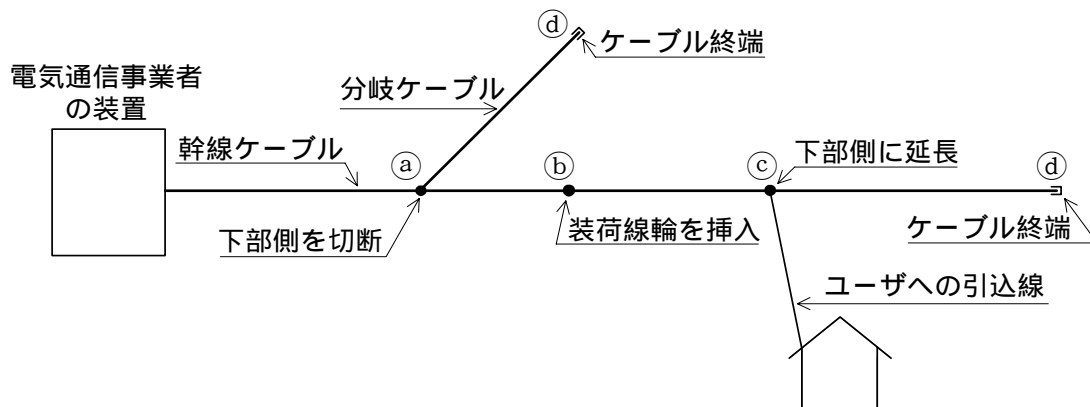 ⓓ
ケーブル終端
電気通信事業者
の装置
分岐ケーブル
幹線ケーブル
ⓐ
ⓑ
ⓒ
下部側に延長
ⓓ
下部側を切断
装荷線輪を挿入
ケーブル終端
ユーザへの引込線